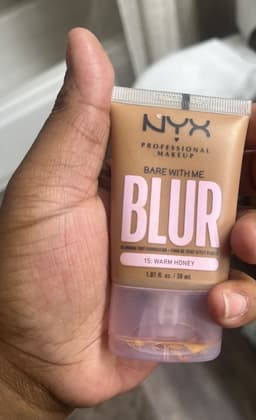 NYX
PROFESSIONAL
MAKEUP
BARE WITH ME
BLUR
15: WARM HONEY
1.01 fl. oz / 30 mL